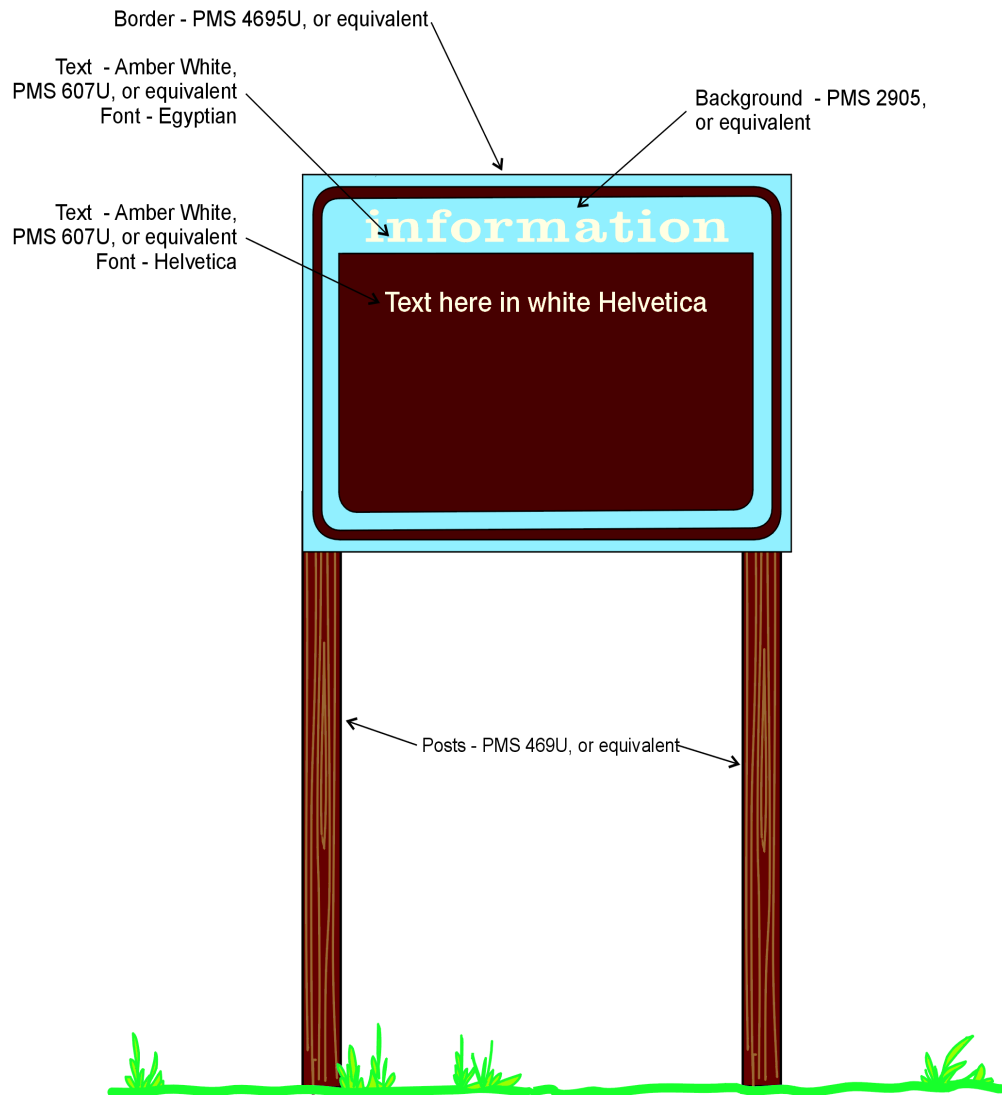 Border - PMS 4695U, or equivalent
Text - Amber White,
PMS 607U, or equivalent
Font - Egyptian
Background - PMS 2905,
or equivalent
Text - Amber White,
PMS 607U, or equivalent
Font - Helvetica
information
Text here in white Helvetica
Posts - PMS 469U, or equivalent